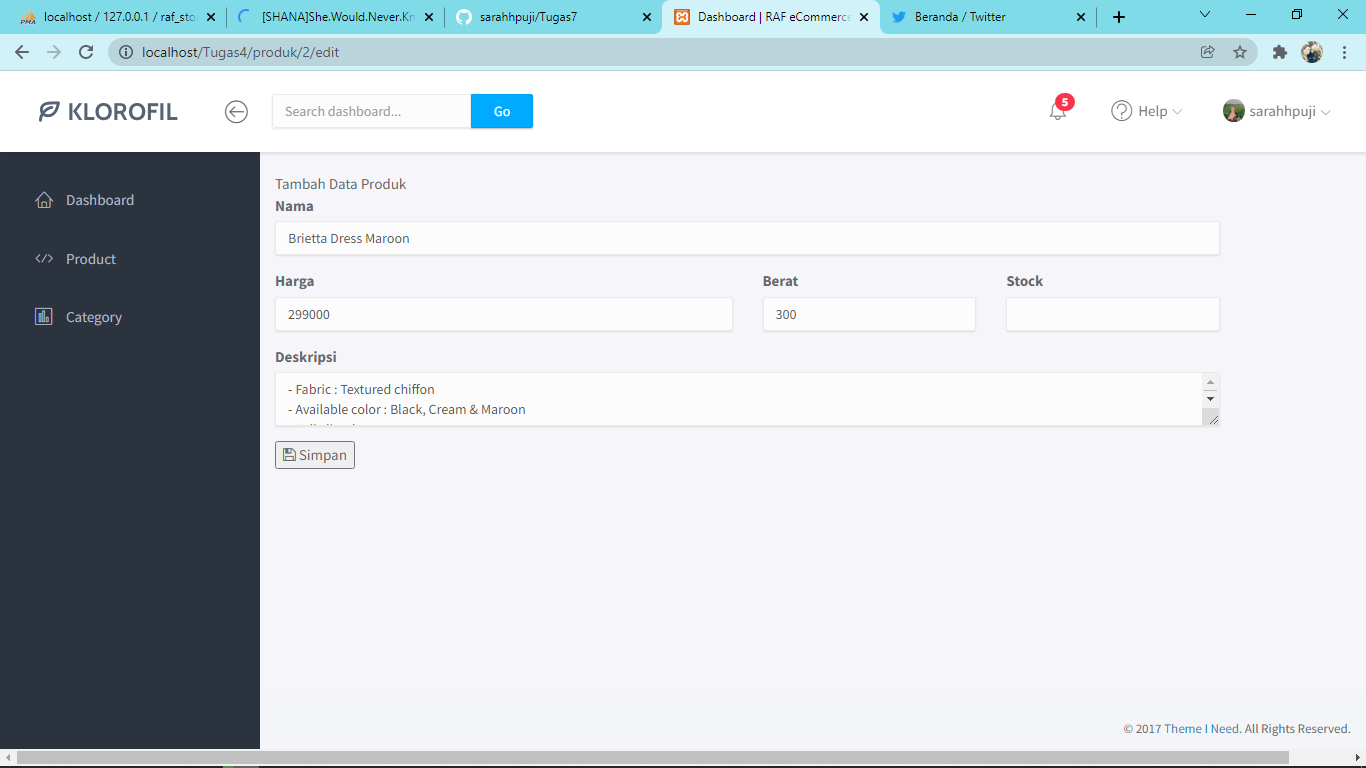 localhost / 127.0.0.1 / raf_sto
[SHANA]She.Would.Never.Kn
sarahhpuji/Tugas7
Dashboard | RAF eCommerce
Beranda / Twitter
localhost/Tugas4/produk/2/edit
KLOROFIL
Search dashboard...
Go
5
Help
sarahhpuji
Dashboard
Product
Category
Tambah Data Produk
Nama
Brietta Dress Maroon
Harga
Berat
Stock
299000
300
Deskripsi
- Fabric : Textured chiffon
- Available color : Black, Cream & Maroon
Simpan
© 2017 Theme I Need. All Rights Reserved.